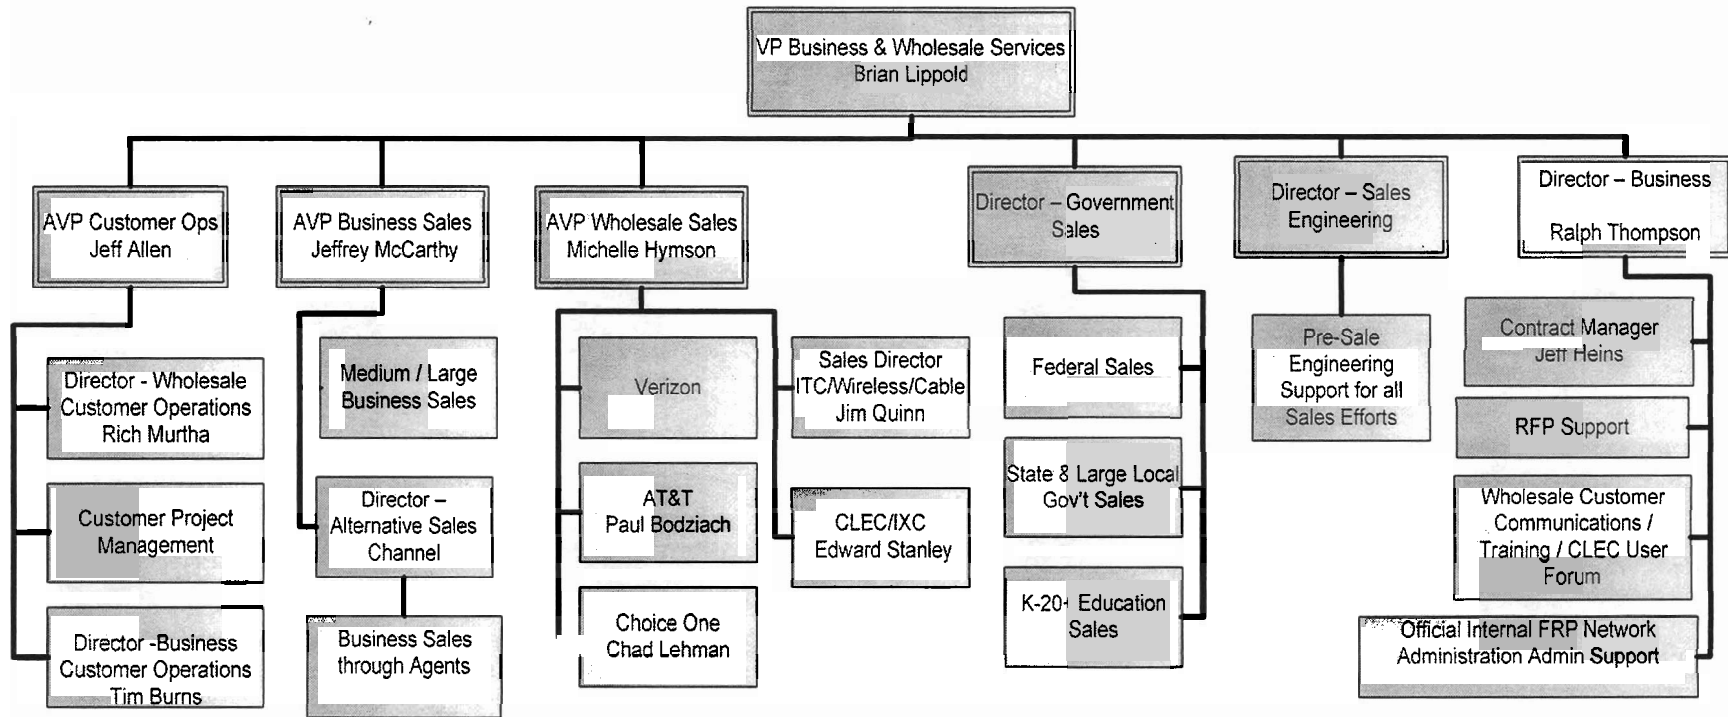 VP Business & Wholesale Services
Brian Lippold
AVP Customer Ops
Jeff Allen
AVP Business Sales
Jeffrey McCarthy
AVP Wholesale Sales
Michelle Hymson
Director – Government
Sales
Director – Sales
Engineering
Director – Business
Ralph Thompson
Director - Wholesale
Customer Operations
Rich Murtha
Customer Project
Management
Director -Business
Customer Operations
Tim Burns
Medium / Large
Business Sales
Director –
Alternative Sales
Channel
Business Sales
through Agents
Verizon
AT&T
Paul Bodziach
Choice One
Chad Lehman
Sales Director
ITC/Wireless/Cable
Jim Quinn
CLEC/IXC
Edward Stanley
Federal Sales
State & Large Local
Gov't Sales
K-20+ Education
Sales
Pre-Sale
Engineering
Support for all
Sales Efforts
Contract Manager
Jeff Heins
RFP Support
Wholesale Customer
Communications /
Training / CLEC User
Forum
Official Internal FRP Network
Administration Admin Support